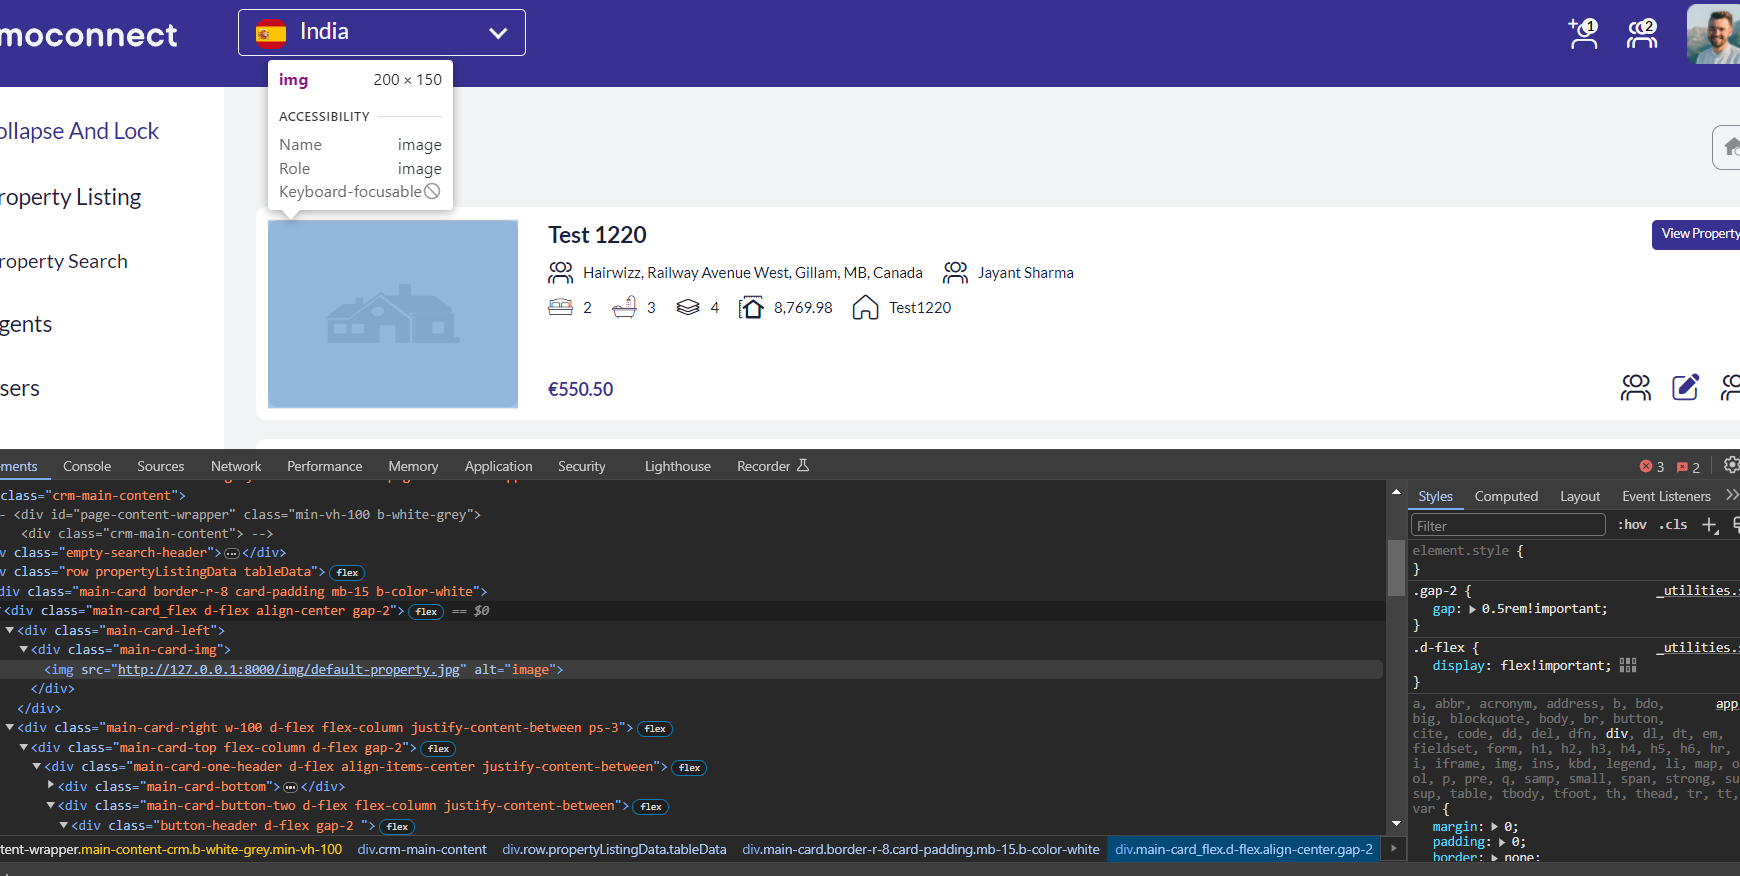 moconnect
India
1
2
img 200 × 150
ACCESSIBILITY
Name image
Role image
Keyboard-focusable
ollapse And Lock
roperty Listing
roperty Search
gents
sers
Test 1220
View Property
Hairwizz, Railway Avenue West, Gillam, MB, Canada Jayant Sharma
2 3 4 8,769.98 Test1220
€550.50
ments Console Sources Network Performance Memory Application Security Lighthouse Recorder 3 2
class="crm-main-content">
- <div id="page-content-wrapper" class="min-vh-100 b-white-grey">
<div class="crm-main-content"> -->
v class="empty-search-header">…</div>
v class="row propertyListingData tableData"> flex
div class="main-card border-r-8 card-padding mb-15 b-color-white">
<div class="main-card_flex d-flex align-center gap-2"> flex == $0
<div class="main-card-left">
<div class="main-card-img">
<img src="http://127.0.0.1:8000/img/default-property.jpg" alt="image">
</div>
</div>
<div class="main-card-right w-100 d-flex flex-column justify-content-between ps-3"> flex
<div class="main-card-top flex-column d-flex gap-2"> flex
<div class="main-card-one-header d-flex align-items-center justify-content-between"> flex
<div class="main-card-bottom">…</div>
<div class="main-card-button-two d-flex flex-column justify-content-between"> flex
<div class="button-header d-flex gap-2 "> flex
tent-wrapper.main-content-crm.b-white-grey.min-vh-100 div.crm-main-content div.row.propertyListingData.tableData div.main-card.border-r-8.card-padding.mb-15.b-color-white div.main-card_flex.d-flex.align-center.gap-2
Styles Computed Layout Event Listeners
Filter :hov .cls
element.style {
}
.gap-2 { _utilities.s
gap: 0.5rem!important;
}
.d-flex { _utilities.s
display: flex!important;
}
a, abbr, acronym, address, b, bdo, app
big, blockquote, body, br, button,
cite, code, dd, del, dfn, div, dl, dt, em,
fieldset, form, h1, h2, h3, h4, h5, h6, hr,
i, iframe, img, ins, kbd, legend, li, map, o
ol, p, pre, q, samp, small, span, strong, su
sup, table, tbody, tfoot, th, thead, tr, tt,
var {
margin: 0;
padding: 0;
border: none;